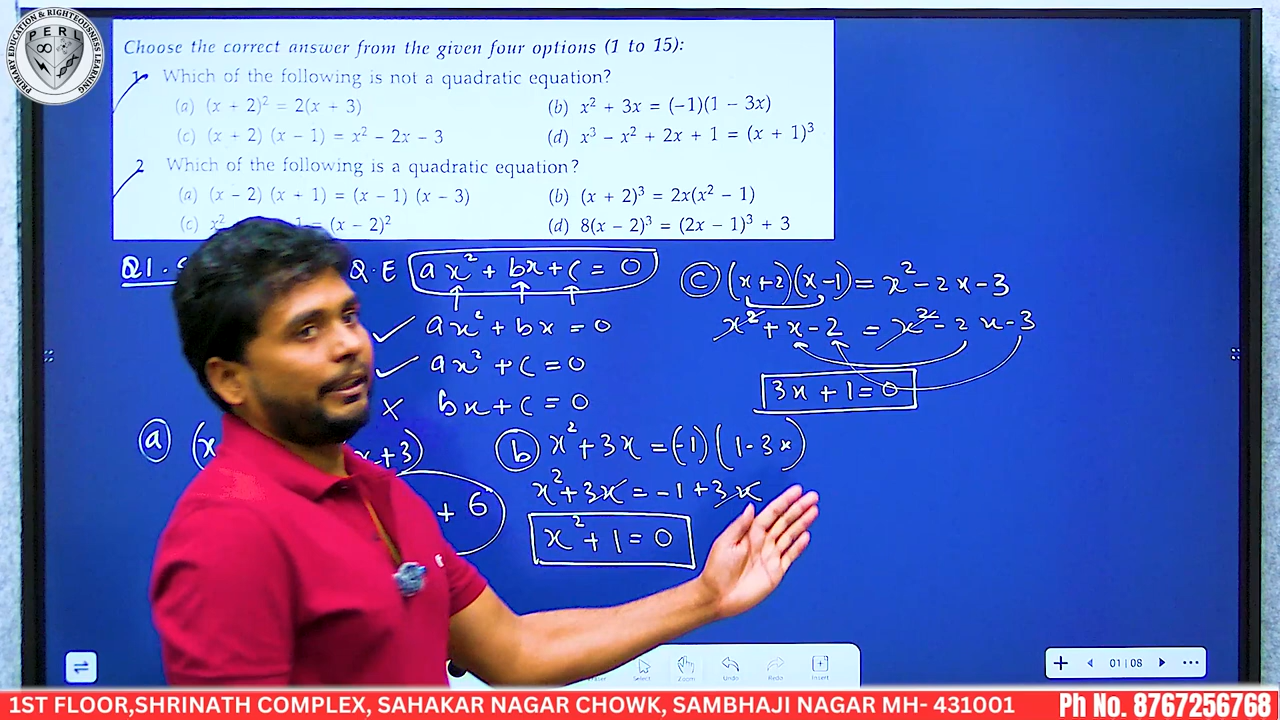 PRIMARY EDUCATION & RIGHTEOUSNESS LEARNING
PERL
Choose the correct answer from the given four options (1 to 15):
1. Which of the following is not a quadratic equation?
(a) (x + 2)² = 2(x + 3)
(b) x² + 3x = (−1)(1 − 3x)
(c) (x + 2) (x − 1) = x² − 2x − 3
(d) x³ − x² + 2x + 1 = (x + 1)³
2 Which of the following is a quadratic equation?
(a) (x − 2) (x + 1) = (x − 1) (x − 3)
(b) (x + 2)³ = 2x(x² − 1)
(c) x² = (x − 2)²
(d) 8(x − 2)³ = (2x − 1)³ + 3
Q1. Q.E ax² + bx + c = 0
ax² + bx = 0
ax² + c = 0
x bx + c = 0
(a) (x x+3)
+ 6
(b) x² + 3x = (-1)(1-3x)
x² + 3x = -1 + 3x
x² + 1 = 0
(c) (x+2)(x-1) = x² - 2x - 3
x² + x - 2 = x² - 2x - 3
3x + 1 = 0
Select Zoom Undo Redo Insert
01|08
1ST FLOOR,SHRINATH COMPLEX, SAHAKAR NAGAR CHOWK, SAMBHAJI NAGAR MH- 431001 Ph No. 8767256768